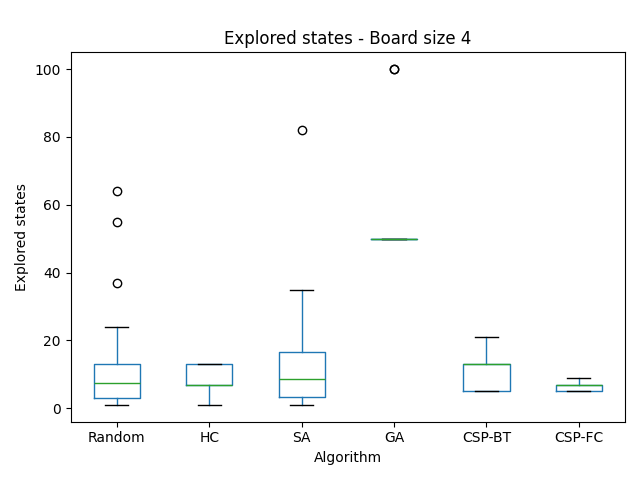 Explored states - Board size 4
100
80
60
40
20
0
Explored states
Random HC SA GA CSP-BT CSP-FC
Algorithm